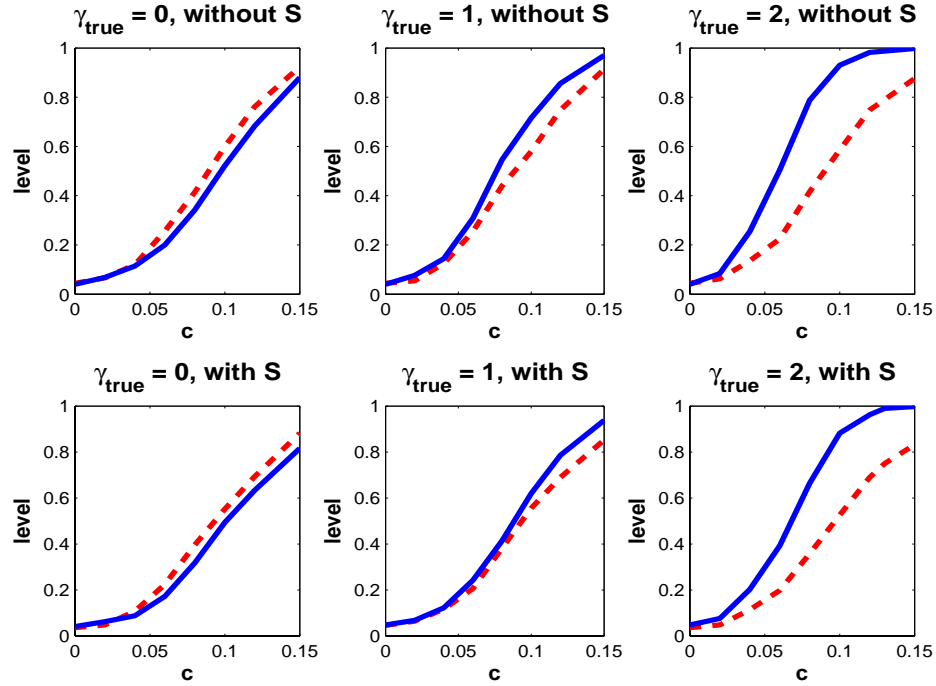 γtrue = 0, without S
1
0.8
0.6
0.4
0.2
0
level
0 0.05 0.1 0.15
c
γtrue = 1, without S
1
0.8
0.6
0.4
0.2
0
level
0 0.05 0.1 0.15
c
γtrue = 2, without S
1
0.8
0.6
0.4
0.2
0
level
0 0.05 0.1 0.15
c
γtrue = 0, with S
1
0.8
0.6
0.4
0.2
0
level
0 0.05 0.1 0.15
c
γtrue = 1, with S
1
0.8
0.6
0.4
0.2
0
level
0 0.05 0.1 0.15
c
γtrue = 2, with S
1
0.8
0.6
0.4
0.2
0
level
0 0.05 0.1 0.15
c